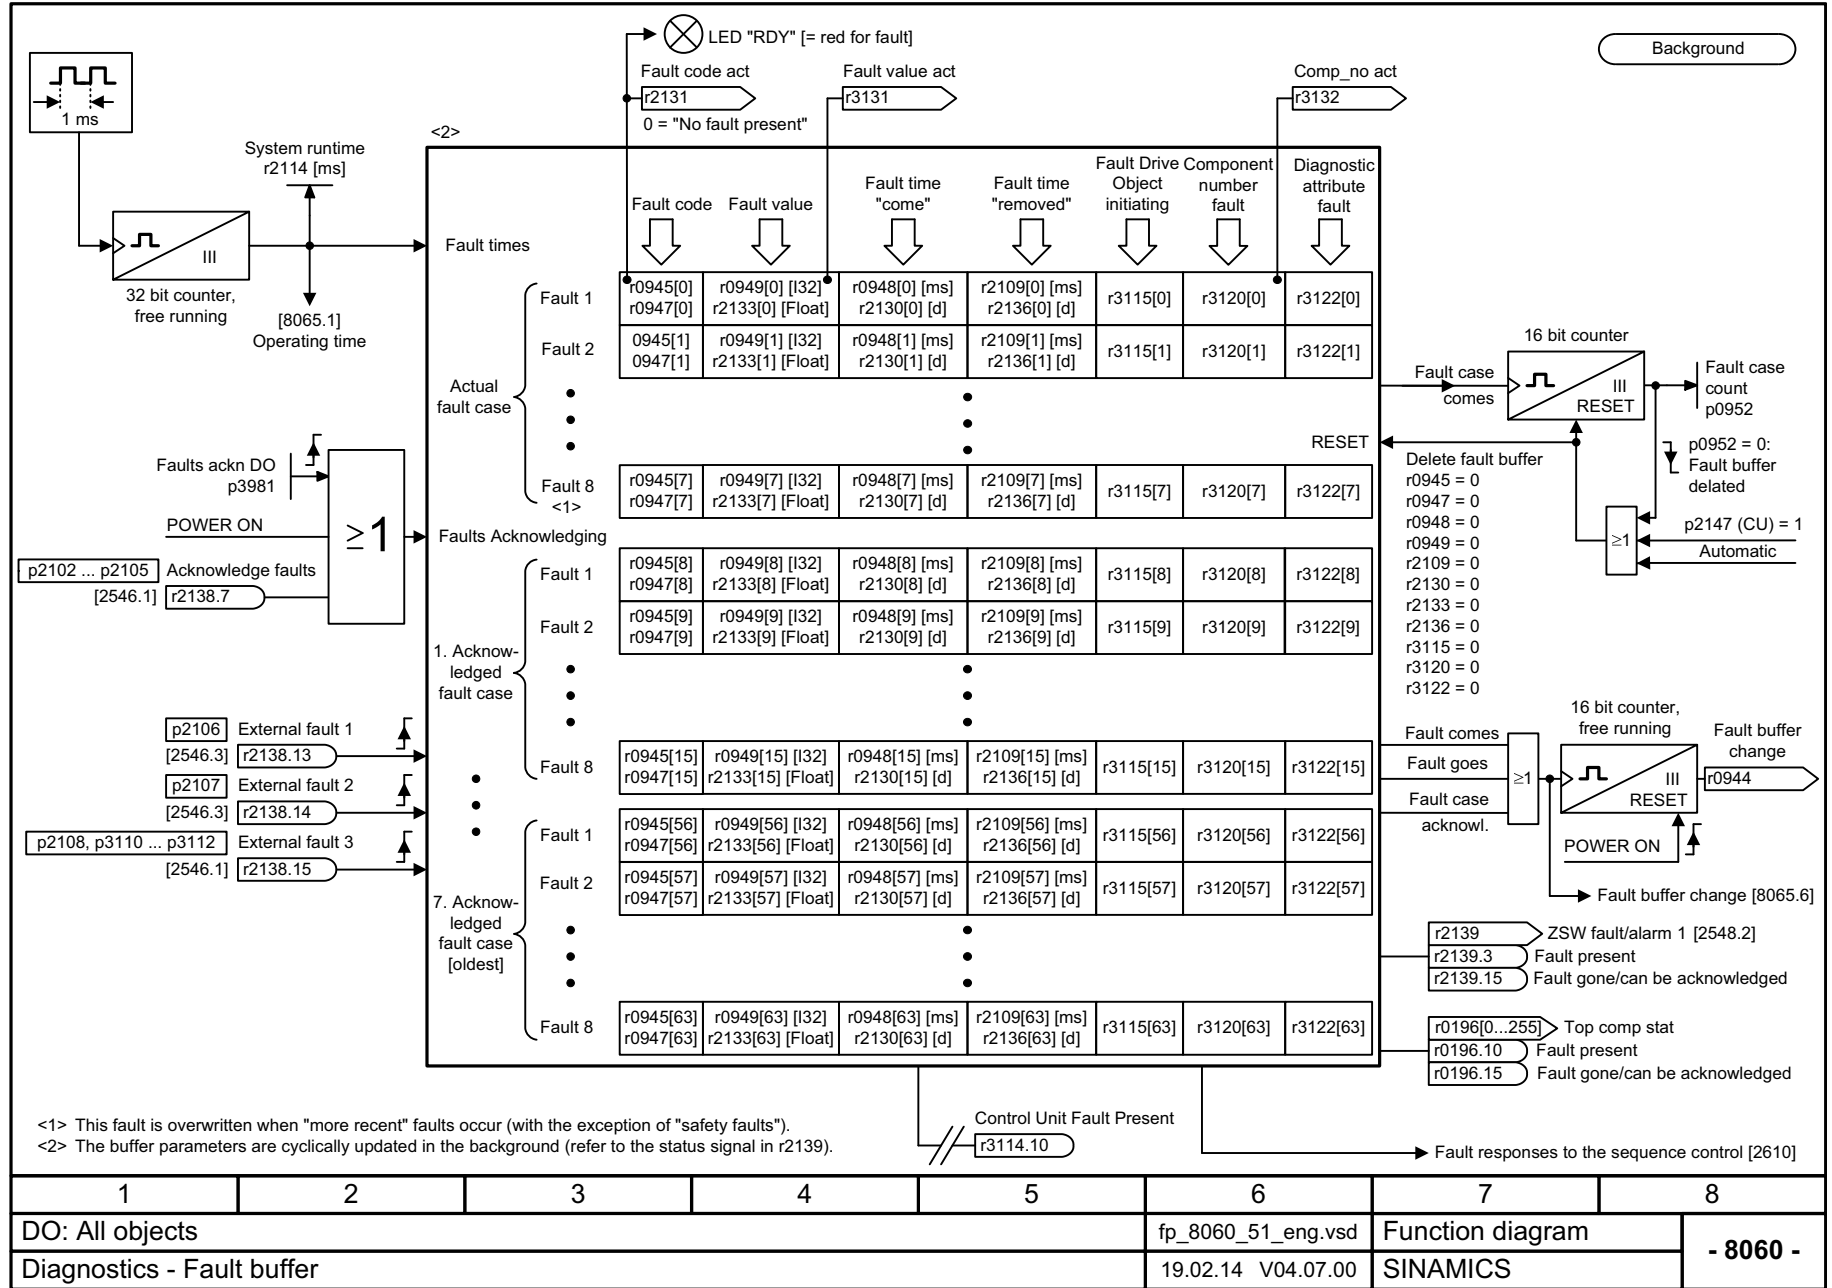 LED "RDY" [= red for fault]
Background
1 ms
Fault code act
r2131
0 = "No fault present"
Fault value act
r3131
Comp_no act
r3132
<2>
System runtime
r2114 [ms]
III
32 bit counter,
free running
[8065.1]
Operating time
Fault times
Fault code
Fault value
Fault time
"come"
Fault time
"removed"
Fault Drive
Object
initiating
Component
number
fault
Diagnostic
attribute
fault
Actual
fault case
Fault 1
r0945[0] r0949[0] [I32] r0948[0] [ms] r2109[0] [ms]
r0947[0] r2133[0] [Float] r2130[0] [d] r2136[0] [d]
r3115[0] r3120[0] r3122[0]
Fault 2
0945[1] r0949[1] [I32] r0948[1] [ms] r2109[1] [ms]
0947[1] r2133[1] [Float] r2130[1] [d] r2136[1] [d]
r3115[1] r3120[1] r3122[1]
Fault 8
<1>
r0945[7] r0949[7] [I32] r0948[7] [ms] r2109[7] [ms]
r0947[7] r2133[7] [Float] r2130[7] [d] r2136[7] [d]
r3115[7] r3120[7] r3122[7]
Faults ackn DO
p3981
POWER ON
p2102 ... p2105 Acknowledge faults
[2546.1] r2138.7
≥1
Faults Acknowledging
1. Acknow-
ledged
fault case
Fault 1
r0945[8] r0949[8] [I32] r0948[8] [ms] r2109[8] [ms]
r0947[8] r2133[8] [Float] r2130[8] [d] r2136[8] [d]
r3115[8] r3120[8] r3122[8]
Fault 2
r0945[9] r0949[9] [I32] r0948[9] [ms] r2109[9] [ms]
r0947[9] r2133[9] [Float] r2130[9] [d] r2136[9] [d]
r3115[9] r3120[9] r3122[9]
Fault 8
r0945[15] r0949[15] [I32] r0948[15] [ms] r2109[15] [ms]
r0947[15] r2133[15] [Float] r2130[15] [d] r2136[15] [d]
r3115[15] r3120[15] r3122[15]
p2106 External fault 1
[2546.3] r2138.13
p2107 External fault 2
[2546.3] r2138.14
p2108, p3110 ... p3112 External fault 3
[2546.1] r2138.15
7. Acknow-
ledged
fault case
[oldest]
Fault 1
r0945[56] r0949[56] [I32] r0948[56] [ms] r2109[56] [ms]
r0947[56] r2133[56] [Float] r2130[56] [d] r2136[56] [d]
r3115[56] r3120[56] r3122[56]
Fault 2
r0945[57] r0949[57] [I32] r0948[57] [ms] r2109[57] [ms]
r0947[57] r2133[57] [Float] r2130[57] [d] r2136[57] [d]
r3115[57] r3120[57] r3122[57]
Fault 8
r0945[63] r0949[63] [I32] r0948[63] [ms] r2109[63] [ms]
r0947[63] r2133[63] [Float] r2130[63] [d] r2136[63] [d]
r3115[63] r3120[63] r3122[63]
16 bit counter
Fault case
comes
III
RESET
Fault case
count
p0952
RESET
p0952 = 0:
Fault buffer
delated
p2147 (CU) = 1
Automatic
≥1
Delete fault buffer
r0945 = 0
r0947 = 0
r0948 = 0
r0949 = 0
r2109 = 0
r2130 = 0
r2133 = 0
r2136 = 0
r3115 = 0
r3120 = 0
r3122 = 0
16 bit counter,
free running
Fault comes
Fault goes
Fault case
acknowl.
≥1
III
RESET
Fault buffer
change
r0944
POWER ON
Fault buffer change [8065.6]
r2139 ZSW fault/alarm 1 [2548.2]
r2139.3 Fault present
r2139.15 Fault gone/can be acknowledged
r0196[0...255] Top comp stat
r0196.10 Fault present
r0196.15 Fault gone/can be acknowledged
Control Unit Fault Present
r3114.10
Fault responses to the sequence control [2610]
<1> This fault is overwritten when "more recent" faults occur (with the exception of "safety faults").
<2> The buffer parameters are cyclically updated in the background (refer to the status signal in r2139).
1 2 3 4 5 6 7 8
DO: All objects fp_8060_51_eng.vsd Function diagram
- 8060 -
Diagnostics - Fault buffer 19.02.14 V04.07.00 SINAMICS